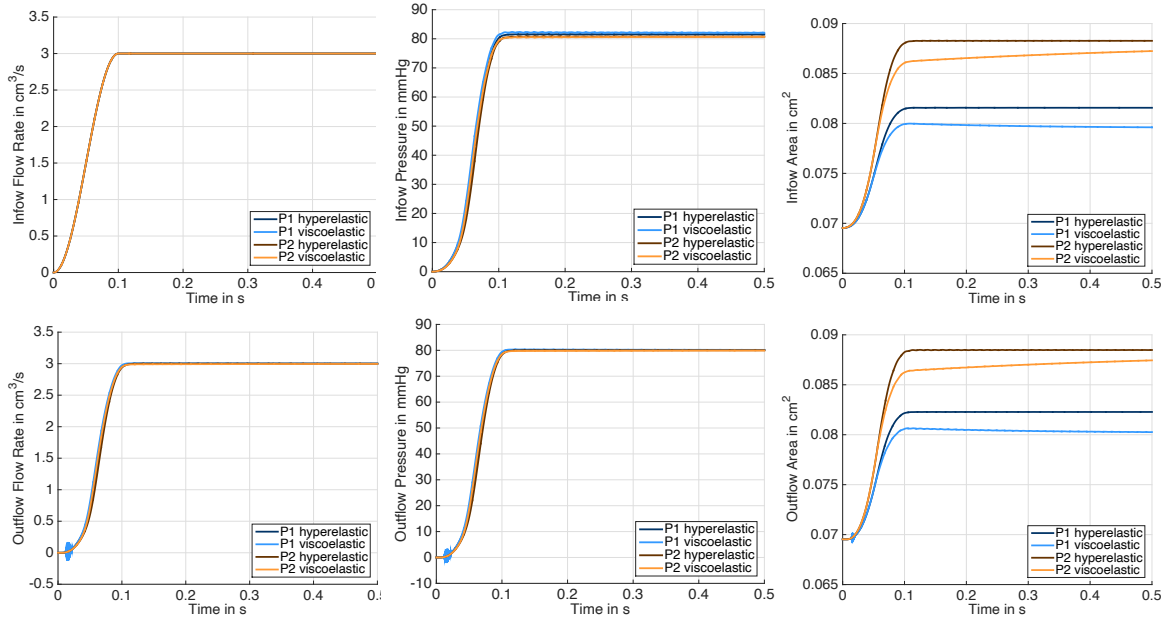 3.5
3
2.5
2
1.5
1
0.5
0
Infow Flow Rate in cm3/s
P1 hyperelastic
P1 viscoelastic
P2 hyperelastic
P2 viscoelastic
0 0.1 0.2 0.3 0.4 0
Time in s
90
80
70
60
50
40
30
20
10
0
Infow Pressure in mmHg
P1 hyperelastic
P1 viscoelastic
P2 hyperelastic
P2 viscoelastic
0 0.1 0.2 0.3 0.4 0.5
Time in s
0.09
0.085
0.08
0.075
0.07
0.065
Infow Area in cm2
P1 hyperelastic
P1 viscoelastic
P2 hyperelastic
P2 viscoelastic
0 0.1 0.2 0.3 0.4 0.5
Time in s
3.5
3
2.5
2
1.5
1
0.5
0
-0.5
Outflow Flow Rate in cm3/s
P1 hyperelastic
P1 viscoelastic
P2 hyperelastic
P2 viscoelastic
0 0.1 0.2 0.3 0.4 0.
Time in s
90
80
70
60
50
40
30
20
10
0
-10
Outflow Pressure in mmHg
P1 hyperelastic
P1 viscoelastic
P2 hyperelastic
P2 viscoelastic
0 0.1 0.2 0.3 0.4 0.5
Time in s
0.09
0.085
0.08
0.075
0.07
0.065
Outflow Area in cm2
P1 hyperelastic
P1 viscoelastic
P2 hyperelastic
P2 viscoelastic
0 0.1 0.2 0.3 0.4 0.5
Time in s